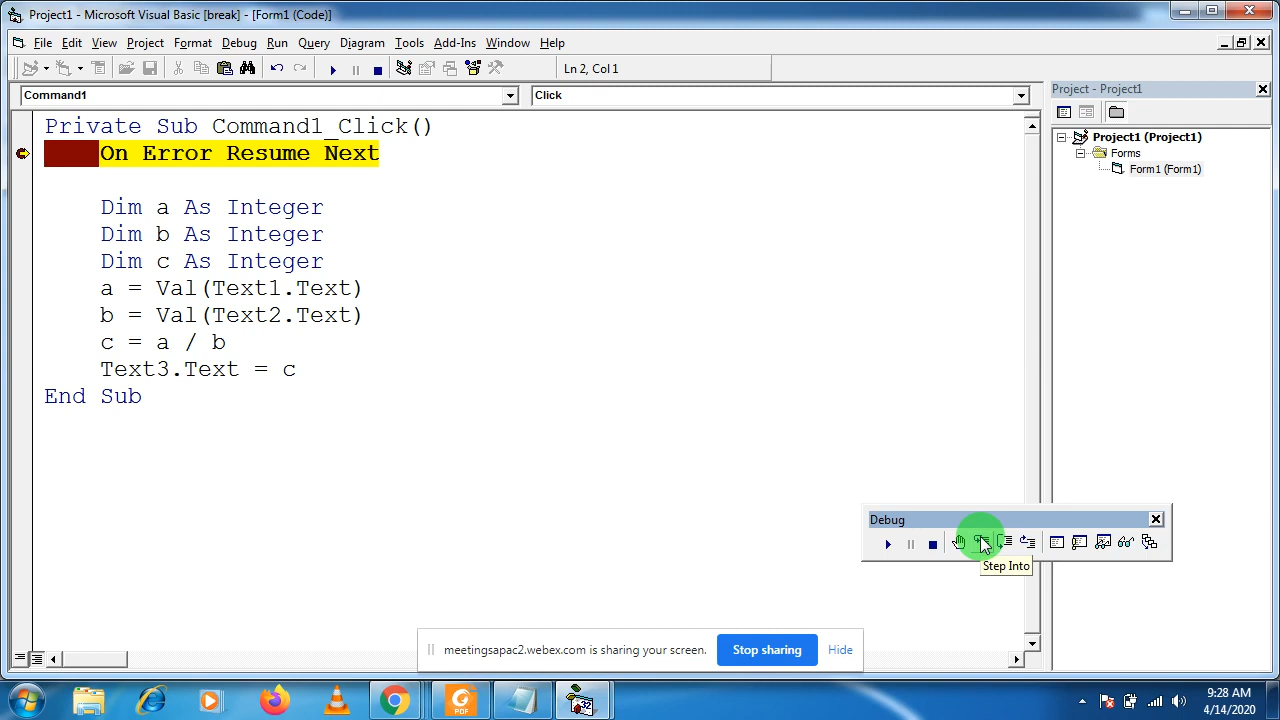 Project1 - Microsoft Visual Basic [break] - [Form1 (Code)]
File Edit View Project Format Debug Run Query Diagram Tools Add-Ins Window Help
Ln 2, Col 1
Command1 Click
Private Sub Command1_Click()
On Error Resume Next
Dim a As Integer
Dim b As Integer
Dim c As Integer
a = Val(Text1.Text)
b = Val(Text2.Text)
c = a / b
Text3.Text = c
End Sub
Project - Project1
Project1 (Project1)
Forms
Form1 (Form1)
Debug
Step Into
meetingsapac2.webex.com is sharing your screen. Stop sharing Hide
PDF
32
9:28 AM
4/14/2020